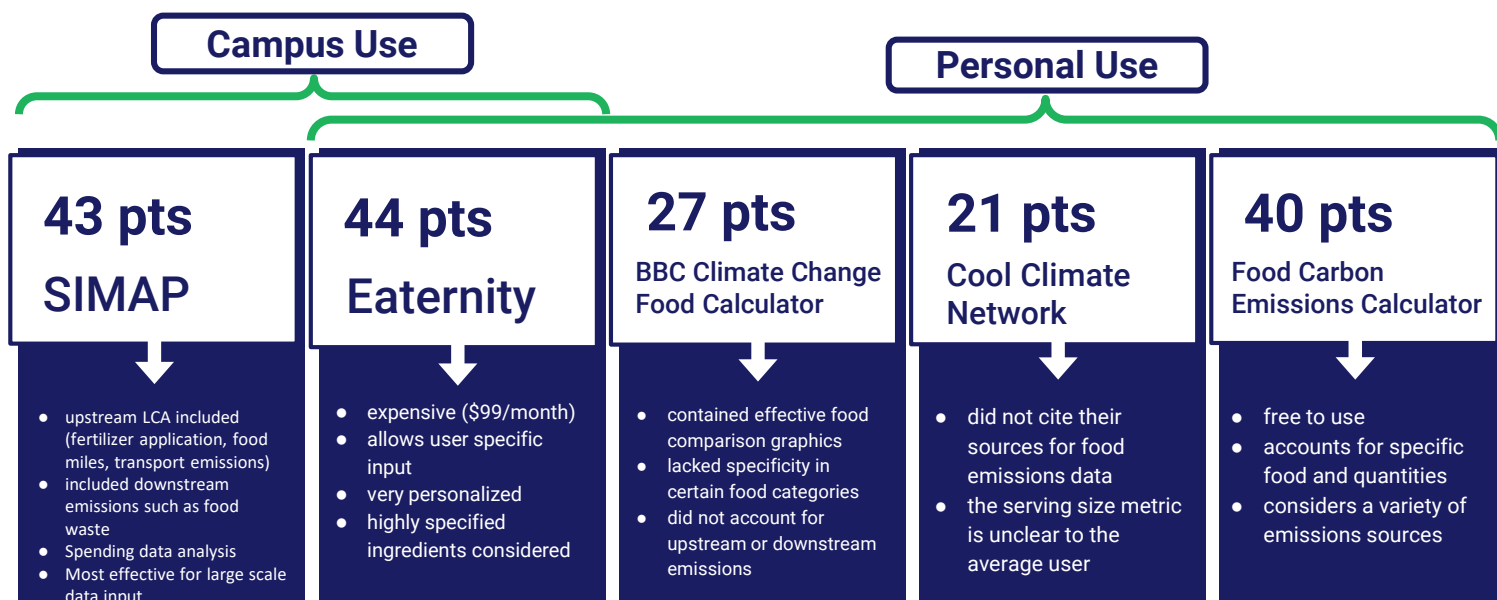 Campus Use
Personal Use
43 pts
SIMAP
● upstream LCA included
(fertilizer application, food
miles, transport emissions)
● included downstream
emissions such as food
waste
● Spending data analysis
● Most effective for large scale
data input
44 pts
Eaternity
● expensive ($99/month)
● allows user specific
input
● very personalized
● highly specified
ingredients considered
27 pts
BBC Climate Change
Food Calculator
● contained effective food
comparison graphics
● lacked specificity in
certain food categories
● did not account for
upstream or downstream
emissions
21 pts
Cool Climate
Network
● did not cite their
sources for food
emissions data
● the serving size metric
is unclear to the
average user
40 pts
Food Carbon
Emissions Calculator
● free to use
● accounts for specific
food and quantities
● considers a variety of
emissions sources